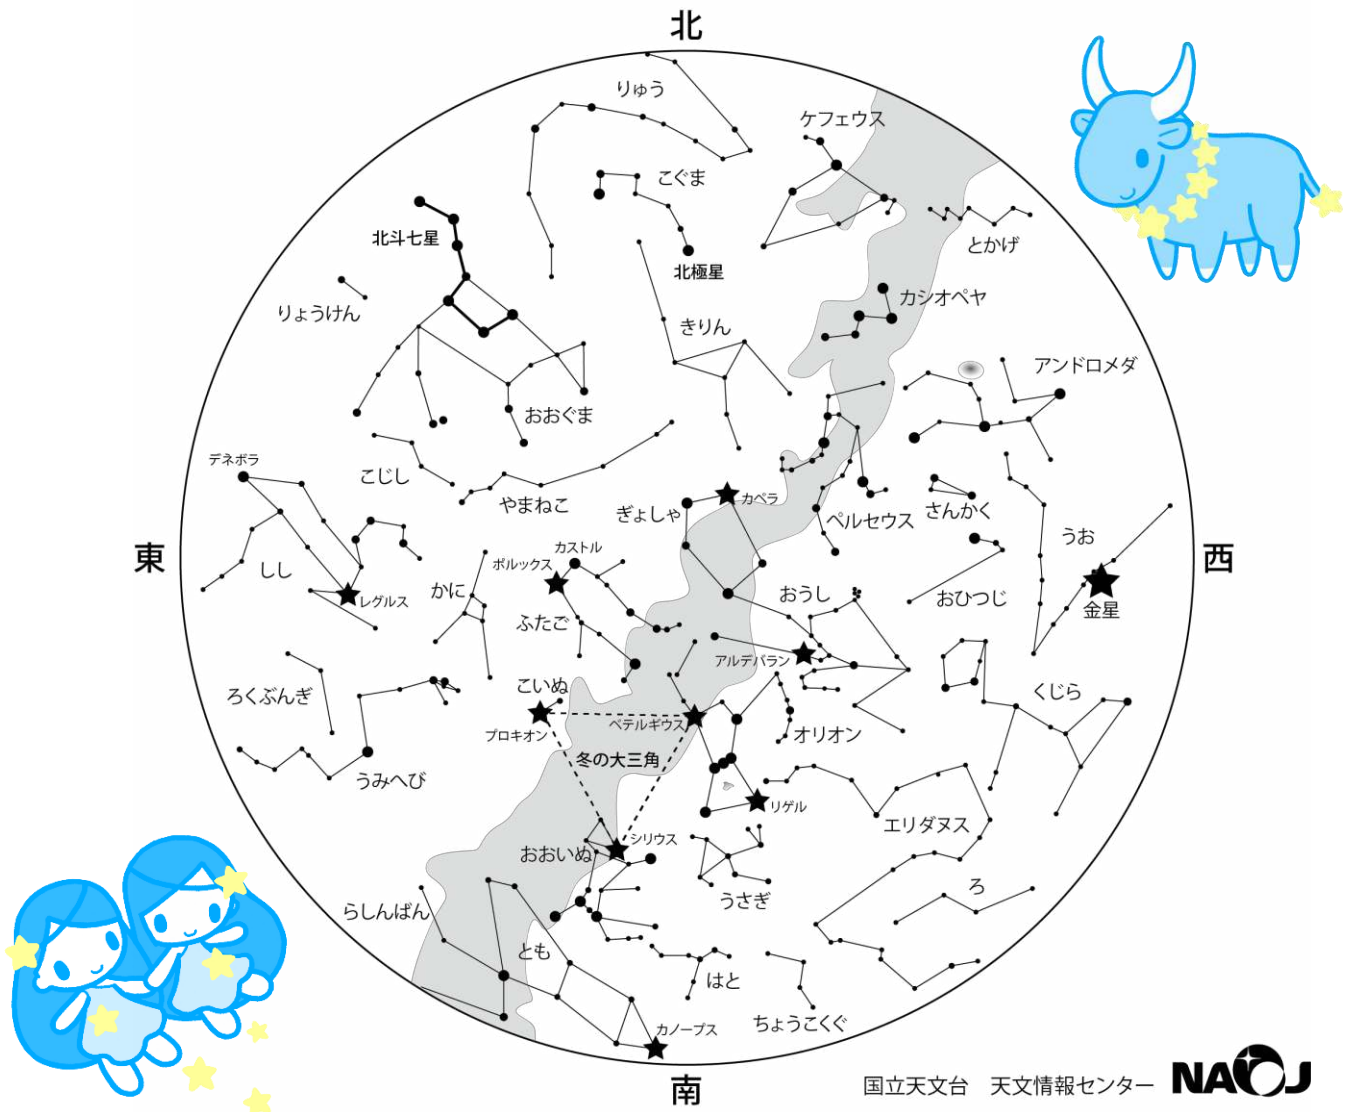 北
りゅう
ケフェウス
こぐま
北斗七星
とかげ
北極星
カシオペヤ
りょうけん
きりん
アンドロメダ
おおぐま
デネボラ
こじし
やまねこ
カペラ
ぎょしゃ
ペルセウス
さんかく
うお
東
西
カストル
ポルックス
しし
かに
レグルス
おうし
おひつじ
金星
ふたご
アルデバラン
ろくぶんぎ
こいぬ
くじら
プロキオン
ベテルギウス
オリオン
冬の大三角
うみへび
リゲル
エリダヌス
シリウス
おおいぬ
うさぎ
ろ
らしんばん
とも
はと
ちょうこくぐ
カノープス
南
国立天文台 天文情報センター NAOJ